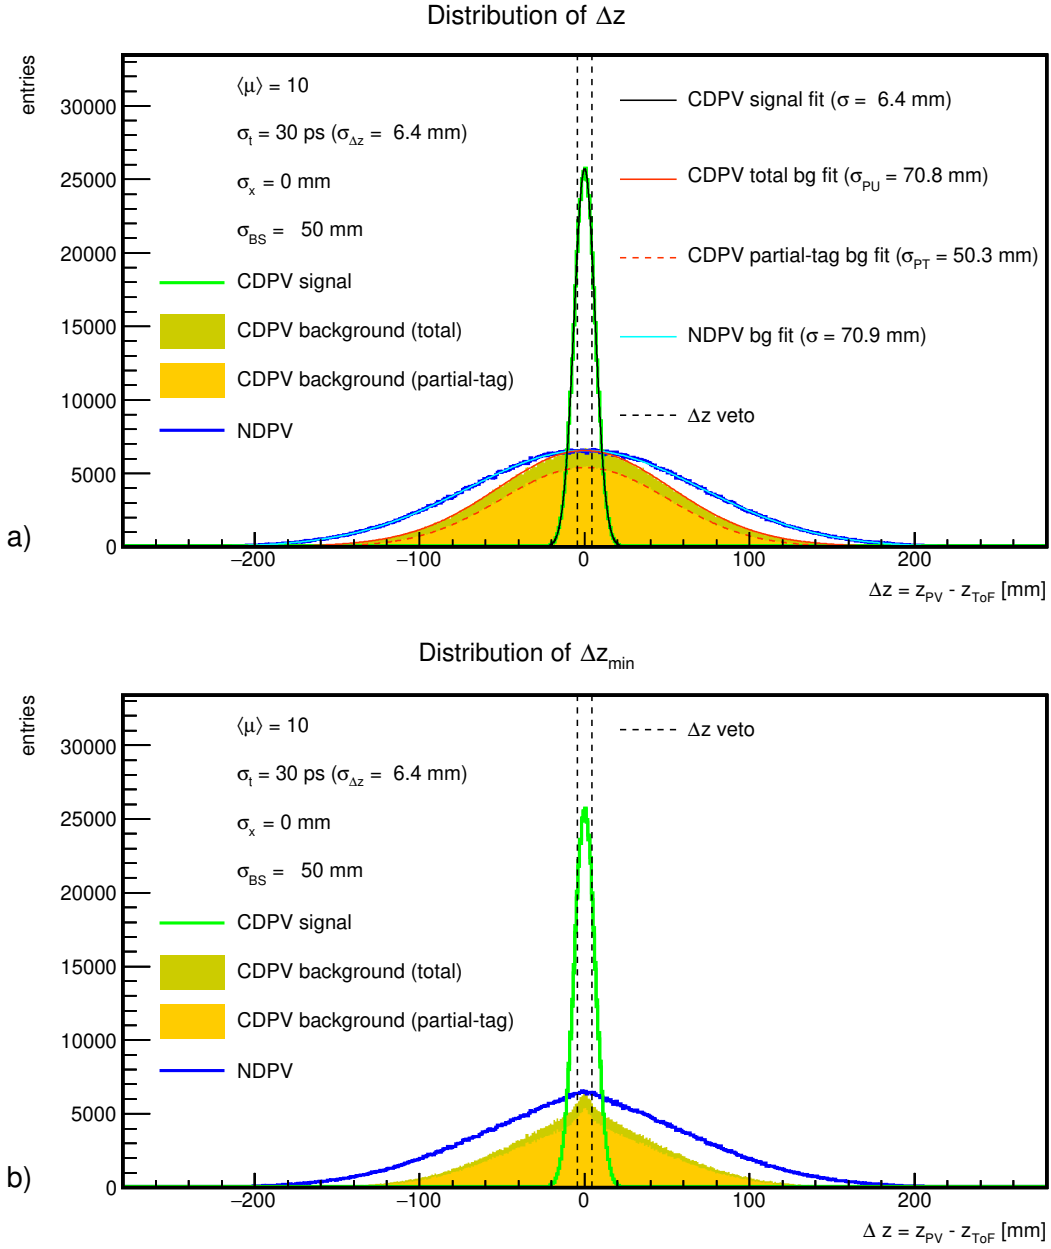 Distribution of Δz
entries
⟨μ⟩ = 10
σt = 30 ps (σΔz = 6.4 mm)
σx = 0 mm
σBS = 50 mm
CDPV signal
CDPV background (total)
CDPV background (partial-tag)
NDPV
CDPV signal fit (σ = 6.4 mm)
CDPV total bg fit (σPU = 70.8 mm)
CDPV partial-tag bg fit (σPT = 50.3 mm)
NDPV bg fit (σ = 70.9 mm)
Δz veto
30000
25000
20000
15000
10000
5000
0
a)
−200 −100 0 100 200
Δz = zPV - zToF [mm]
Distribution of Δzmin
entries
⟨μ⟩ = 10
σt = 30 ps (σΔz = 6.4 mm)
σx = 0 mm
σBS = 50 mm
CDPV signal
CDPV background (total)
CDPV background (partial-tag)
NDPV
Δz veto
30000
25000
20000
15000
10000
5000
0
b)
−200 −100 0 100 200
Δ z = zPV - zToF [mm]